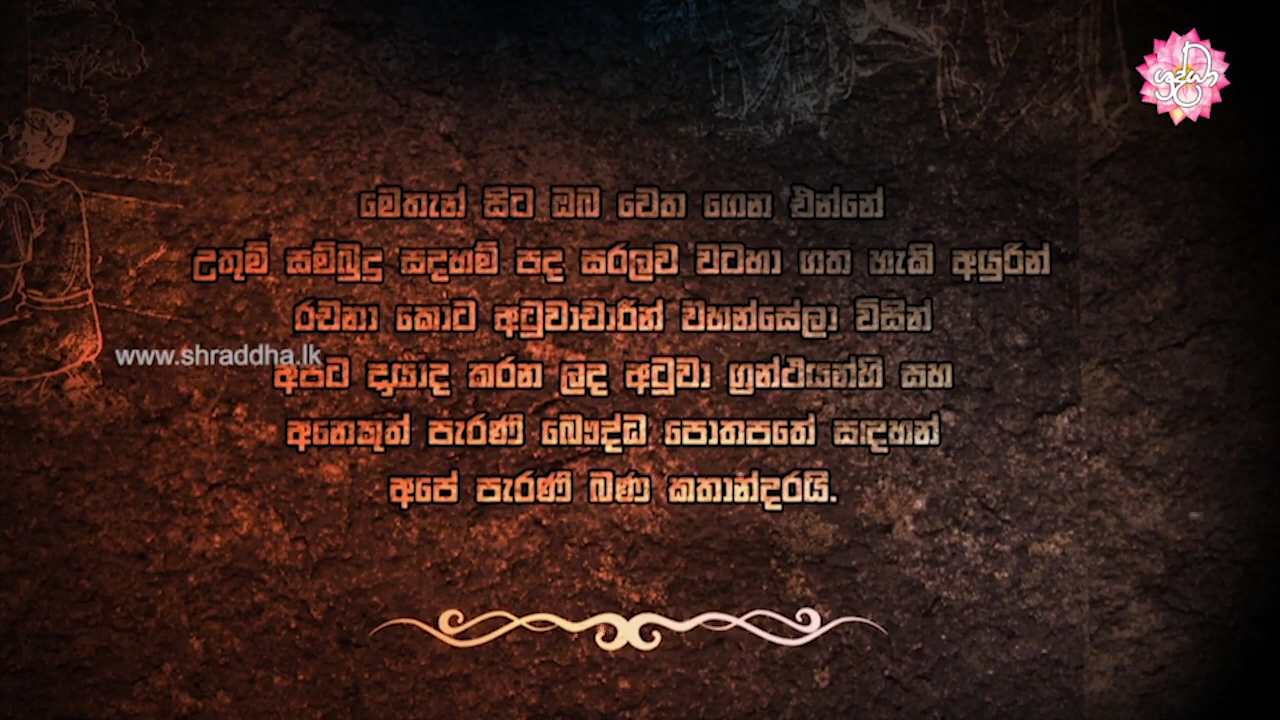 ශ්‍රද්ධා
මෙතැන් සිට ඔබ වෙත ගෙන එන්නේ
උතුම් සම්බුදු සදහම් පද සරලව වටහා ගත හැකි අයුරින්
රචනා කොට අටුවාචාරීන් වහන්සේලා විසින්
www.shraddha.lk
අපට දායාද කරන ලද අටුවා ග්‍රන්ථයන්හි සහ
අනෙකුත් පැරණි බෞද්ධ පොතපතේ සඳහන්
අපේ පැරණි බණ කතාන්දරයි.